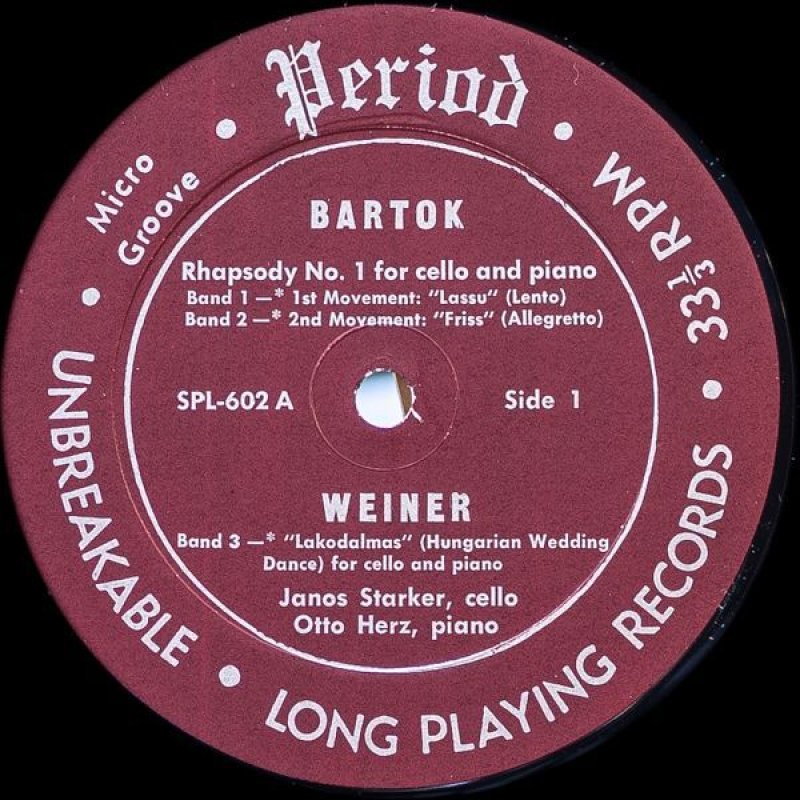 Period
Micro
Groove
33⅓ RPM
BARTOK
Rhapsody No. 1 for cello and piano
Band 1 —* 1st Movement: "Lassu" (Lento)
Band 2 —* 2nd Movement: "Friss" (Allegretto)
SPL-602 A
Side 1
WEINER
Band 3 —* "Lakodalmas" (Hungarian Wedding
Dance) for cello and piano
Janos Starker, cello
Otto Herz, piano
UNBREAKABLE • LONG PLAYING RECORDS